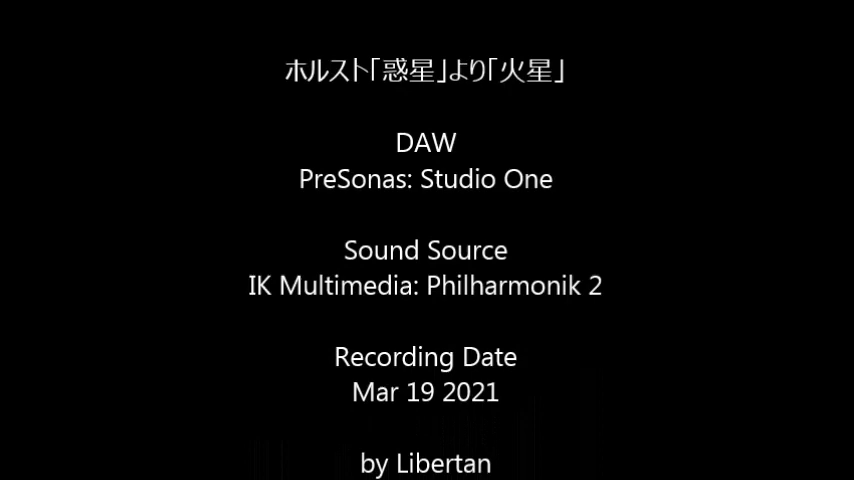 ホルスト「惑星」より「火星」
DAW
PreSonas: Studio One
Sound Source
IK Multimedia: Philharmonik 2
Recording Date
Mar 19 2021
by Libertan